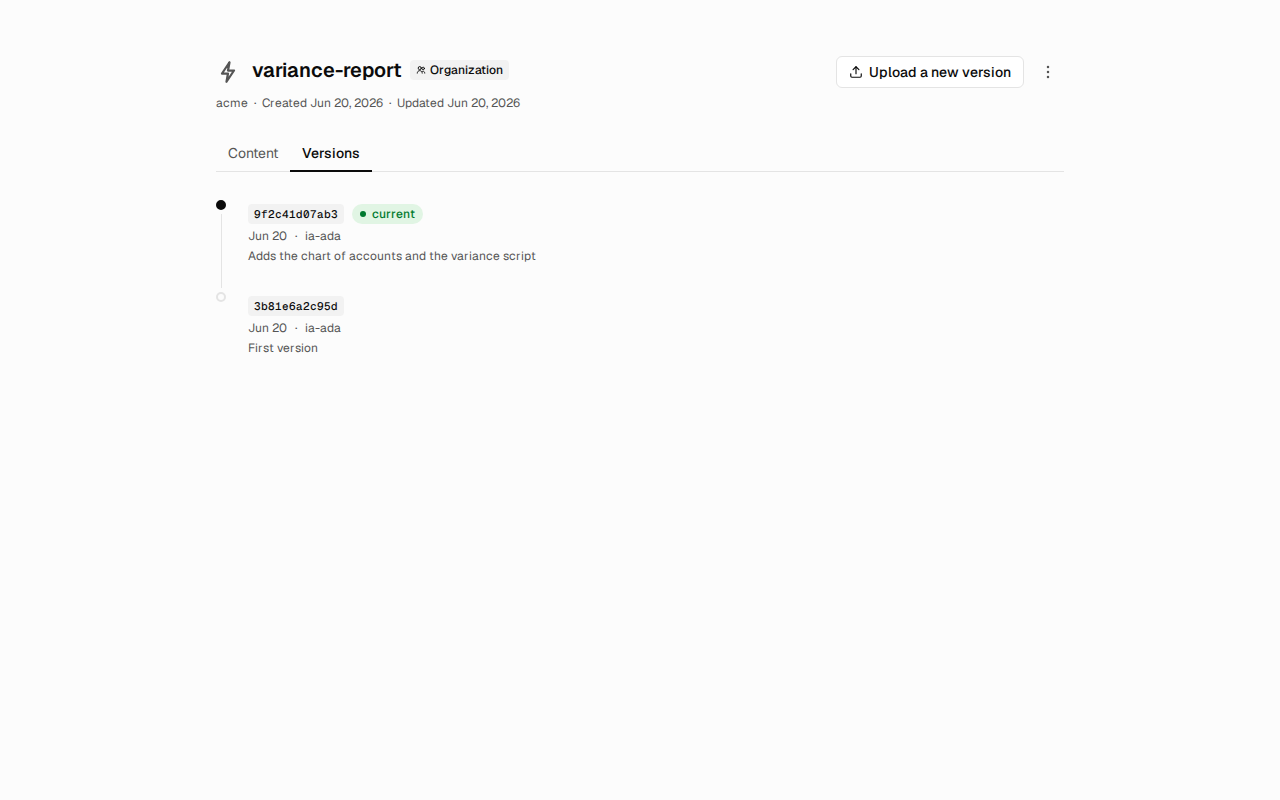 variance-report
Organization
Upload a new version
acme · Created Jun 20, 2026 · Updated Jun 20, 2026
Content
Versions
9f2c41d07ab3
current
Jun 20 · ia-ada
Adds the chart of accounts and the variance script
3b81e6a2c95d
Jun 20 · ia-ada
First version